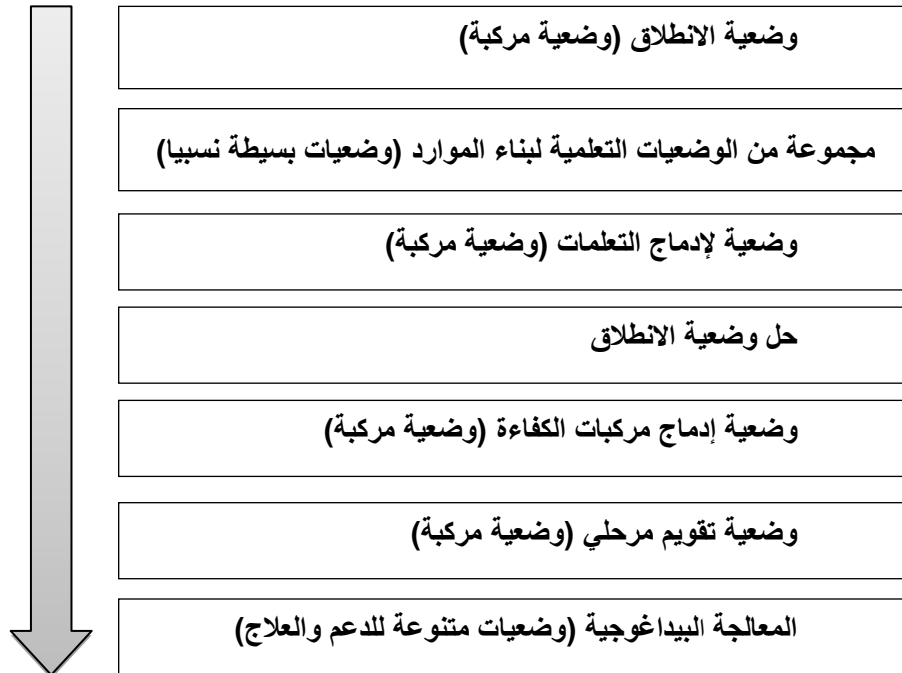 وضعية الانطلاق (وضعية مركبة)
مجموعة من الوضعيات التعلمية لبناء الموارد (وضعيات بسيطة نسبيا)
وضعية لإدماج التعلمات (وضعية مركبة)
حل وضعية الانطلاق
وضعية إدماج مركبات الكفاءة (وضعية مركبة)
وضعية تقويم مرحلي (وضعية مركبة)
المعالجة البيداغوجية (وضعيات متنوعة للدعم والعلاج)